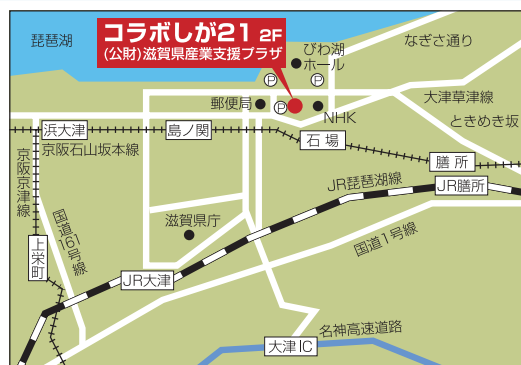 琵琶湖
コラボしが21 2F
(公財)滋賀県産業支援プラザ
びわ湖
ホール
なぎさ通り
P
P
P
郵便局
NHK
大津草津線
ときめき坂
浜大津
島ノ関
石場
膳所
京阪石山坂本線
京阪京津線
JR琵琶湖線
JR膳所
国道161号線
滋賀県庁
国道1号線
上栄町
JR大津
名神高速道路
大津IC